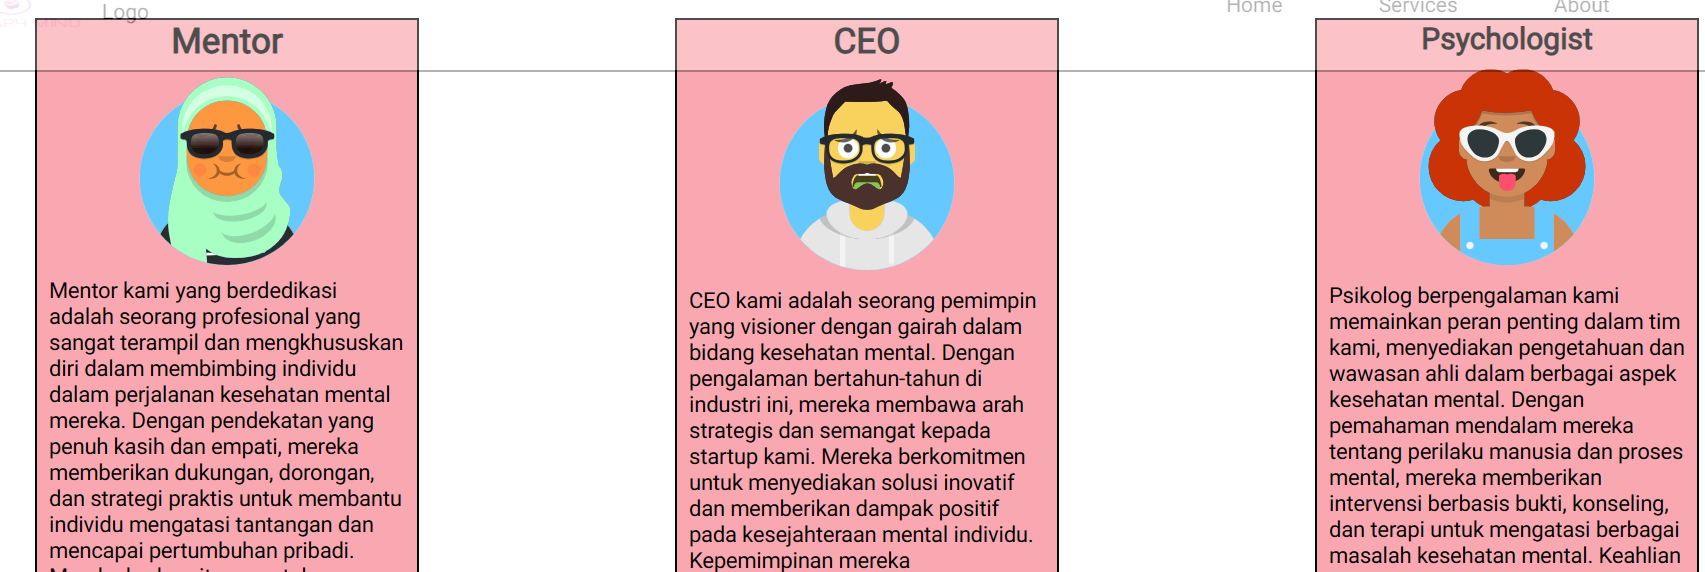 Logo
Home
Services
About
Mentor
Mentor kami yang berdedikasi
adalah seorang profesional yang
sangat terampil dan mengkhususkan
diri dalam membimbing individu
dalam perjalanan kesehatan mental
mereka. Dengan pendekatan yang
penuh kasih dan empati, mereka
memberikan dukungan, dorongan,
dan strategi praktis untuk membantu
individu mengatasi tantangan dan
mencapai pertumbuhan pribadi.
CEO
CEO kami adalah seorang pemimpin
yang visioner dengan gairah dalam
bidang kesehatan mental. Dengan
pengalaman bertahun-tahun di
industri ini, mereka membawa arah
strategis dan semangat kepada
startup kami. Mereka berkomitmen
untuk menyediakan solusi inovatif
dan memberikan dampak positif
pada kesejahteraan mental individu.
Kepemimpinan mereka
Psychologist
Psikolog berpengalaman kami
memainkan peran penting dalam tim
kami, menyediakan pengetahuan dan
wawasan ahli dalam berbagai aspek
kesehatan mental. Dengan
pemahaman mendalam mereka
tentang perilaku manusia dan proses
mental, mereka memberikan
intervensi berbasis bukti, konseling,
dan terapi untuk mengatasi berbagai
masalah kesehatan mental. Keahlian